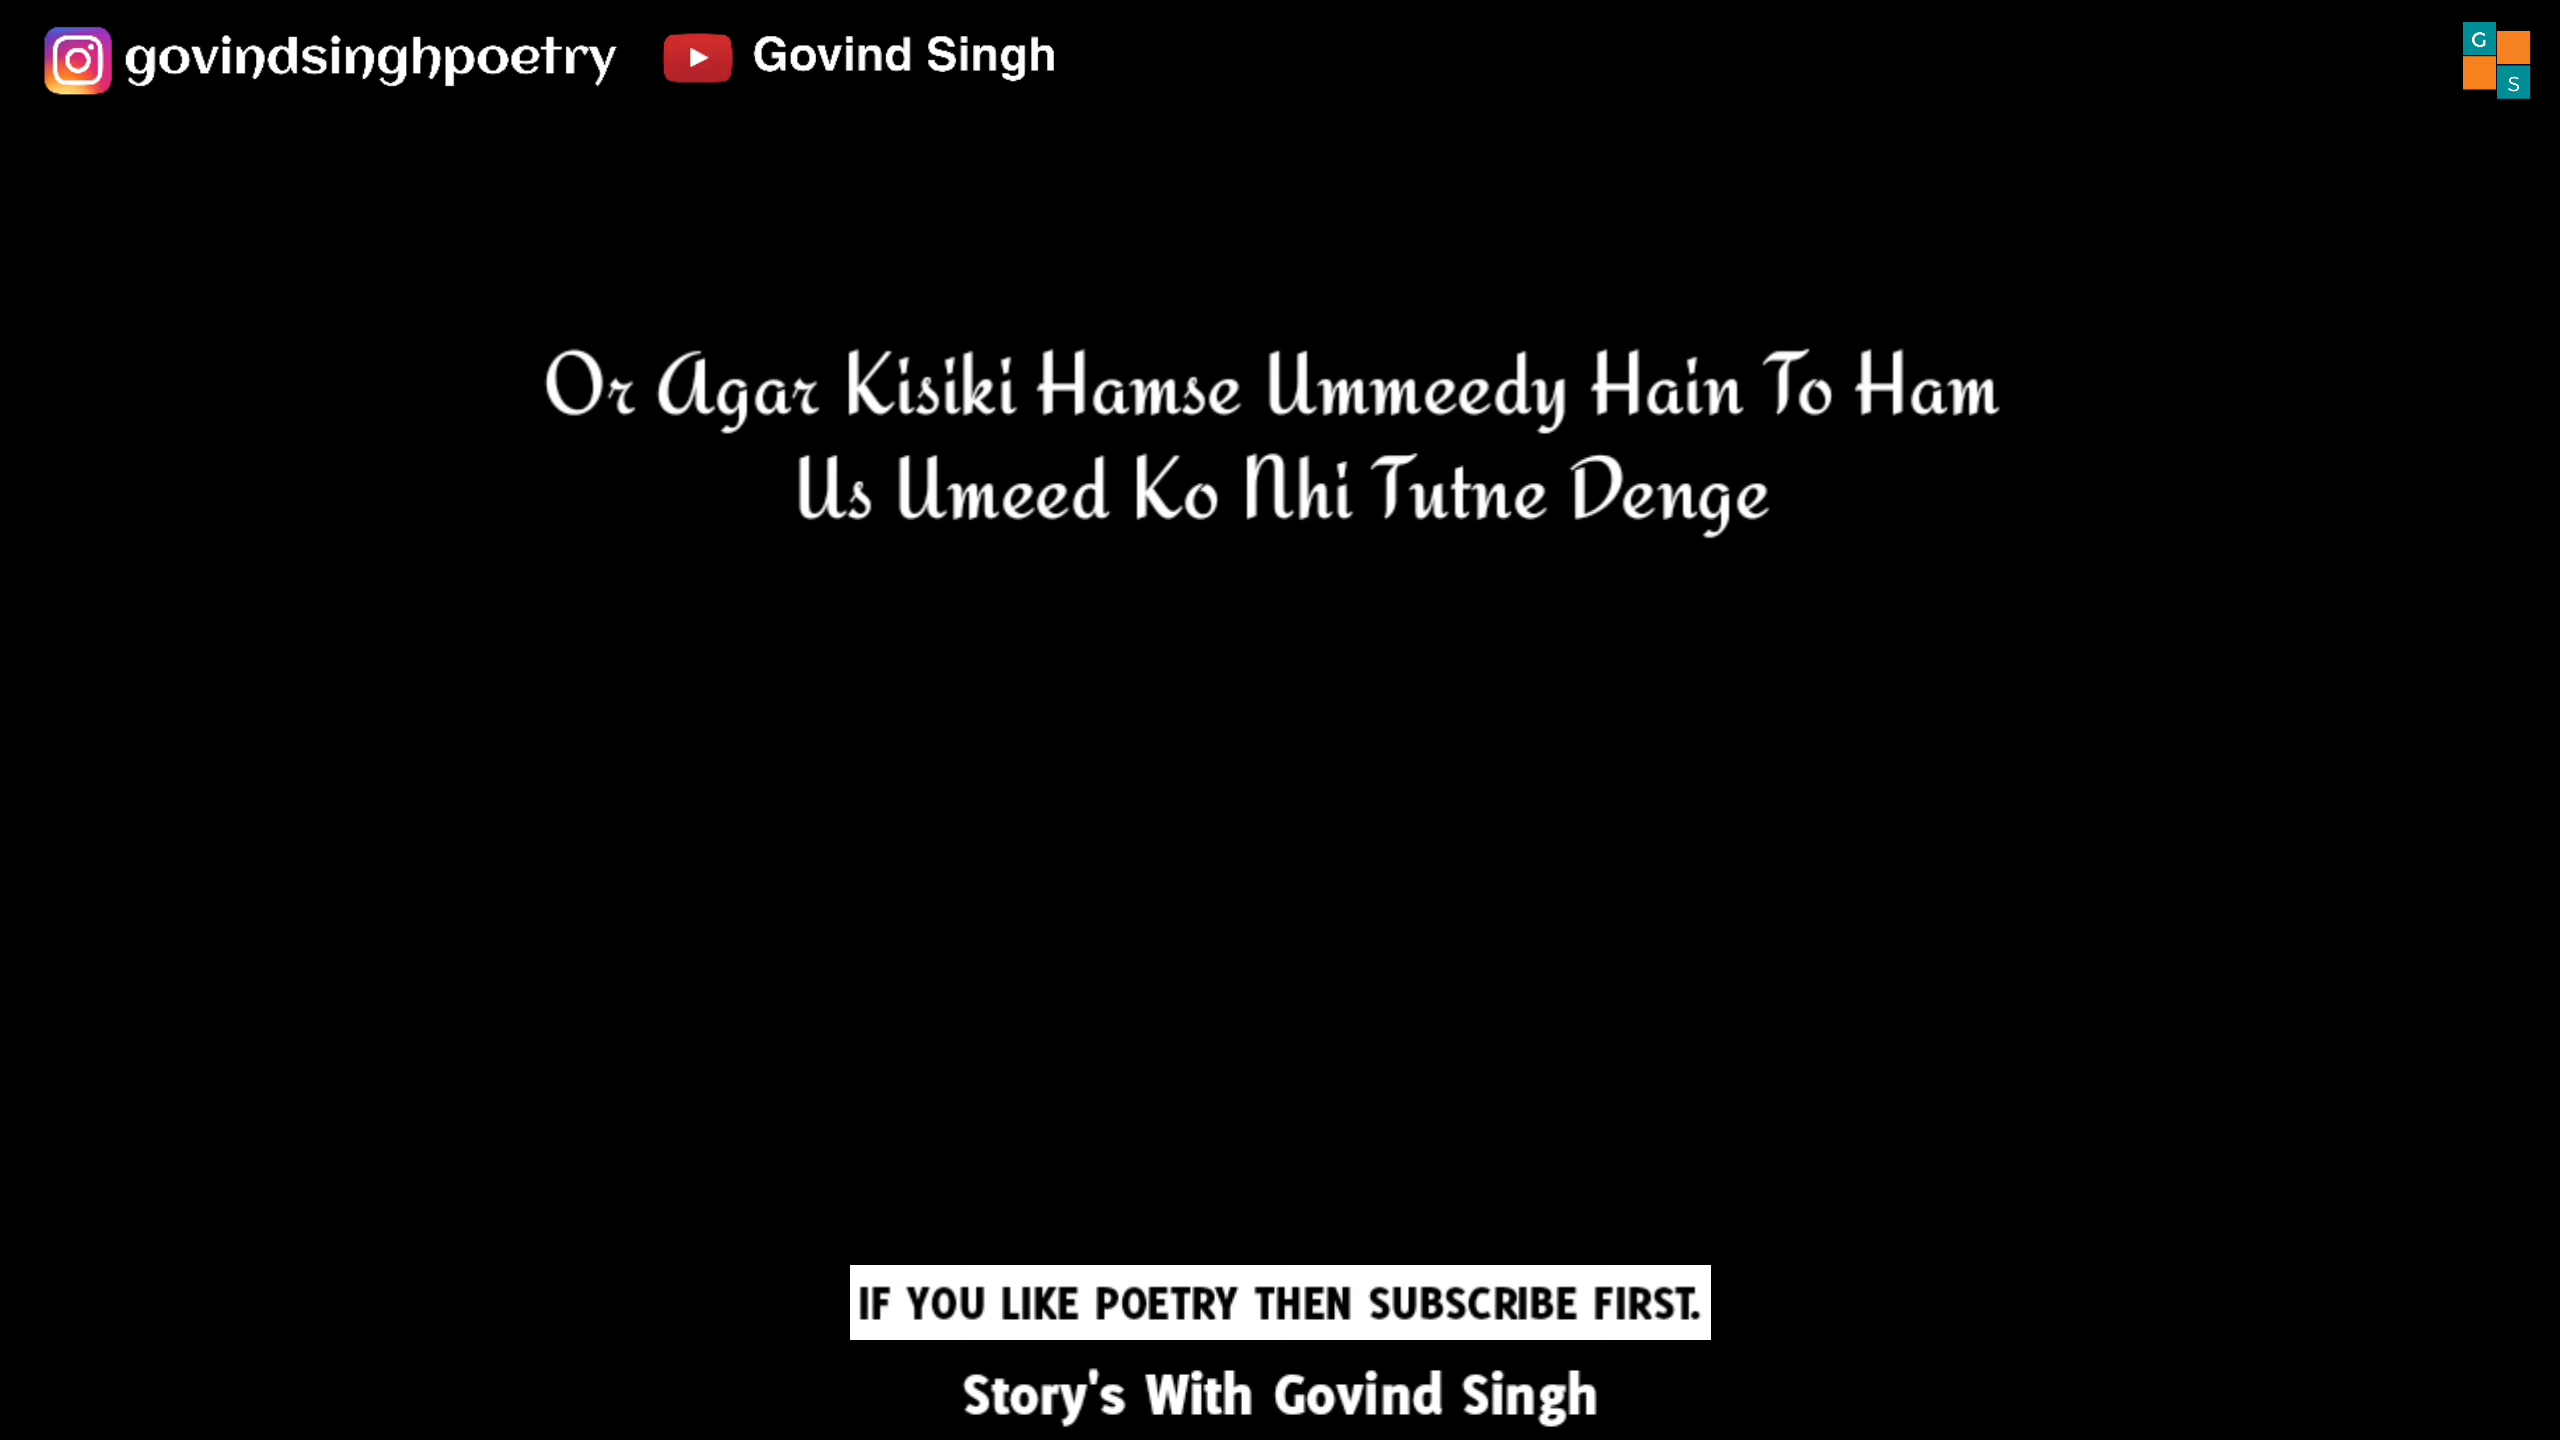 govindsinghpoetry Govind Singh
G
S
Or Agar Kisiki Hamse Ummeedy Hain To Ham
Us Umeed Ko Nhi Tutne Denge
IF YOU LIKE POETRY THEN SUBSCRIBE FIRST.
Story's With Govind Singh